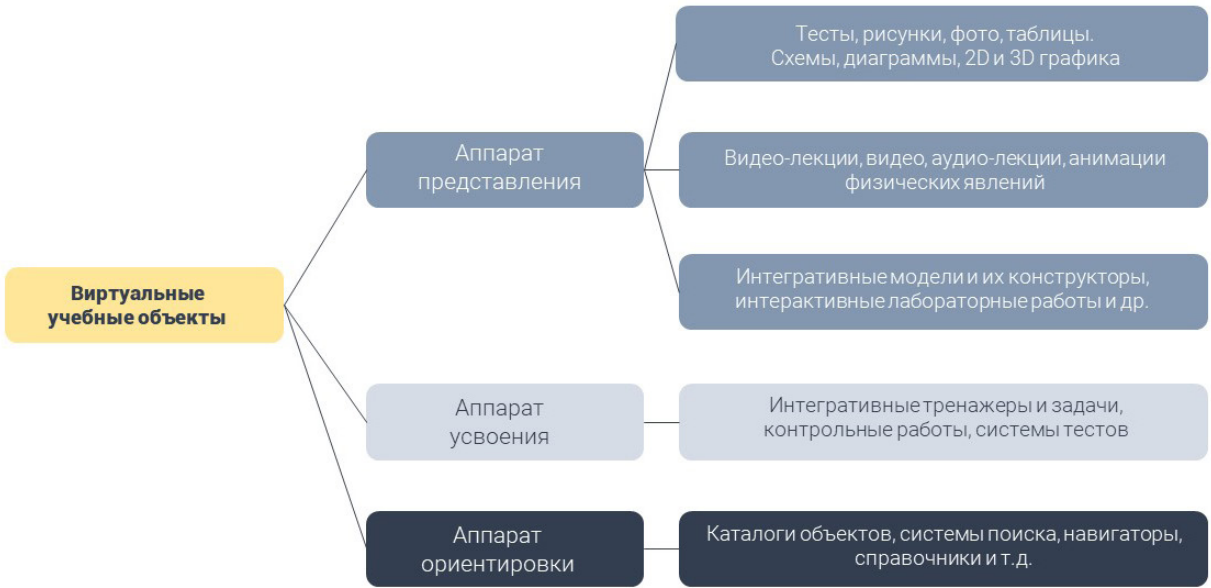 Тесты, рисунки, фото, таблицы.
Схемы, диаграммы, 2D и 3D графика
Аппарат
представления
Видео-лекции, видео, аудио-лекции, анимации
физических явлений
Интегративные модели и их конструкторы,
интерактивные лабораторные работы и др.
Виртуальные
учебные объекты
Аппарат
усвоения
Интегративные тренажеры и задачи,
контрольные работы, системы тестов
Аппарат
ориентировки
Каталоги объектов, системы поиска, навигаторы,
справочники и т.д.